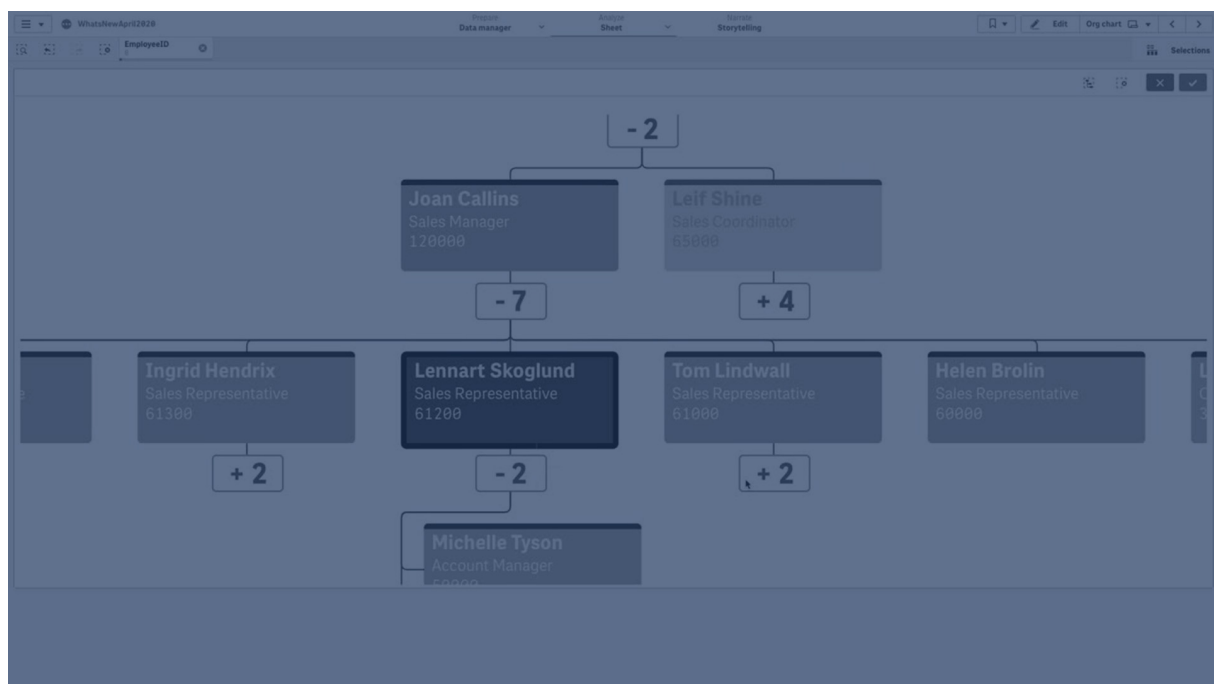 WhatsNewApril2020
Prepare
Data manager
Analyze
Sheet
Narrate
Storytelling
Edit
Org chart
EmployeeID
Selections
- 2
Joan Callins
Sales Manager
120000
Leif Shine
Sales Coordinator
65000
- 7
+ 4
Ingrid Hendrix
Sales Representative
61300
Lennart Skoglund
Sales Representative
61200
Tom Lindwall
Sales Representative
61000
Helen Brolin
Sales Representative
60000
+ 2
- 2
+ 2
Michelle Tyson
Account Manager